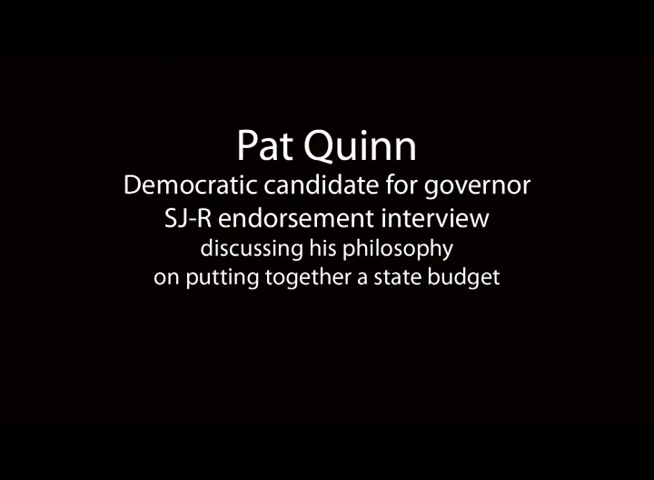 Pat Quinn
Democratic candidate for governor
SJ-R endorsement interview
discussing his philosophy
on putting together a state budget